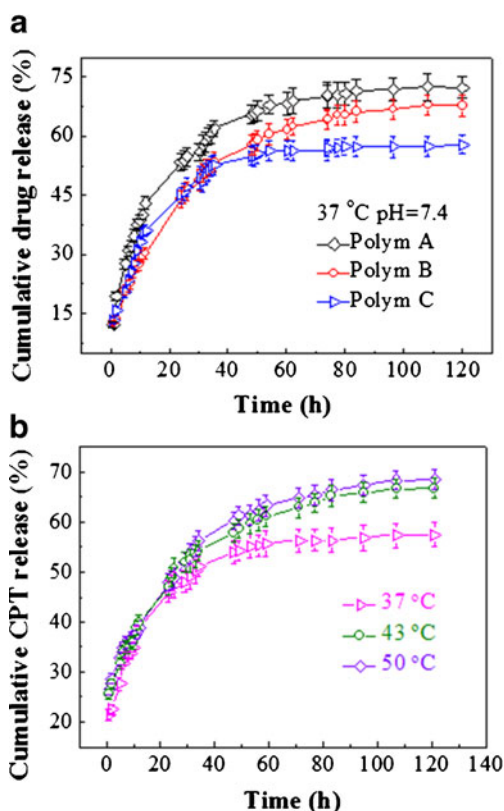 a
Cumulative drug release (%)
75
60
45
30
15
37 °C pH=7.4
Polym A
Polym B
Polym C
0 20 40 60 80 100 120
Time (h)
b
Cumulative CPT release (%)
70
60
50
40
30
20
37 °C
43 °C
50 °C
0 20 40 60 80 100 120 140
Time (h)